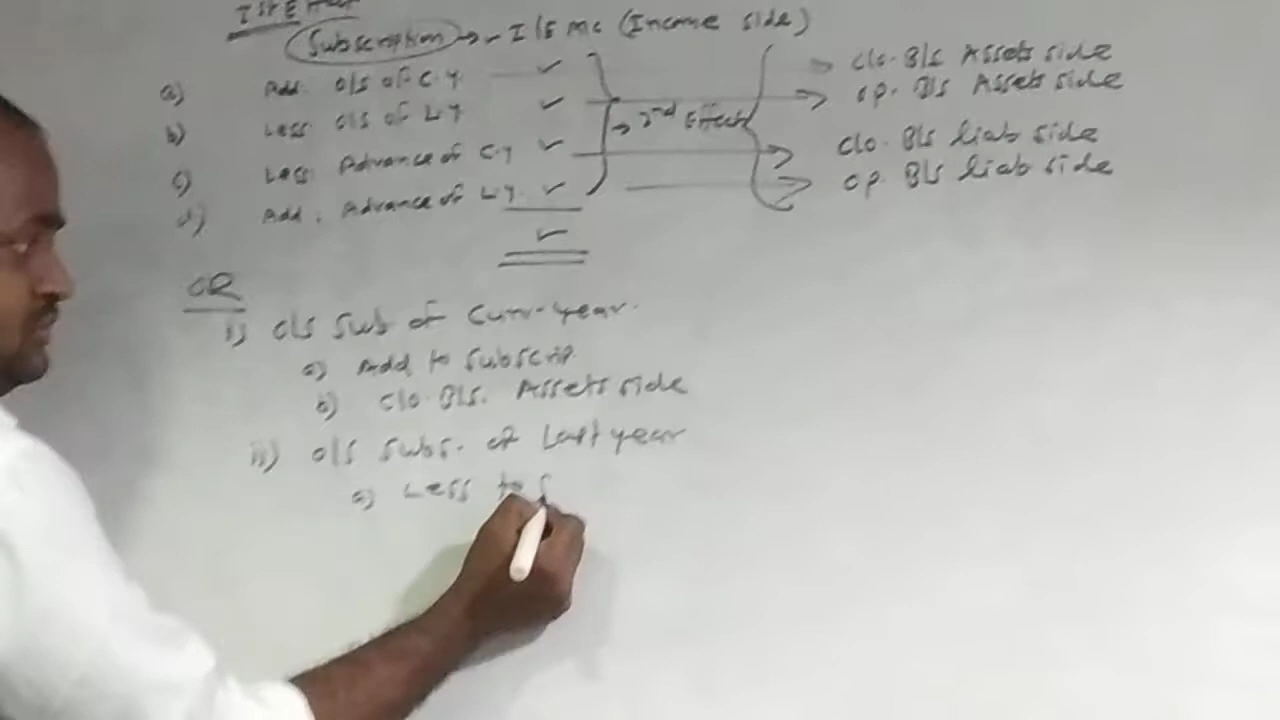 Ist Effect
Subscription → I/E A/c (Income side)
a) Add. O/S of C.Y ✓ → clo. B/S Assets side
b) Less O/S of L.Y ✓ → op. B/S Assets side
→ 2nd Effect
c) Less Advance of C.Y ✓ → clo. B/S liab side
d) Add. Advance of L.Y. ✓ → op. B/S liab side
✓
OR
i) O/S Sub of Curr. year.
a) Add to Subscrip
b) Clo. B/S. Assets side
ii) O/S Subs. of Last year
a) Less to S